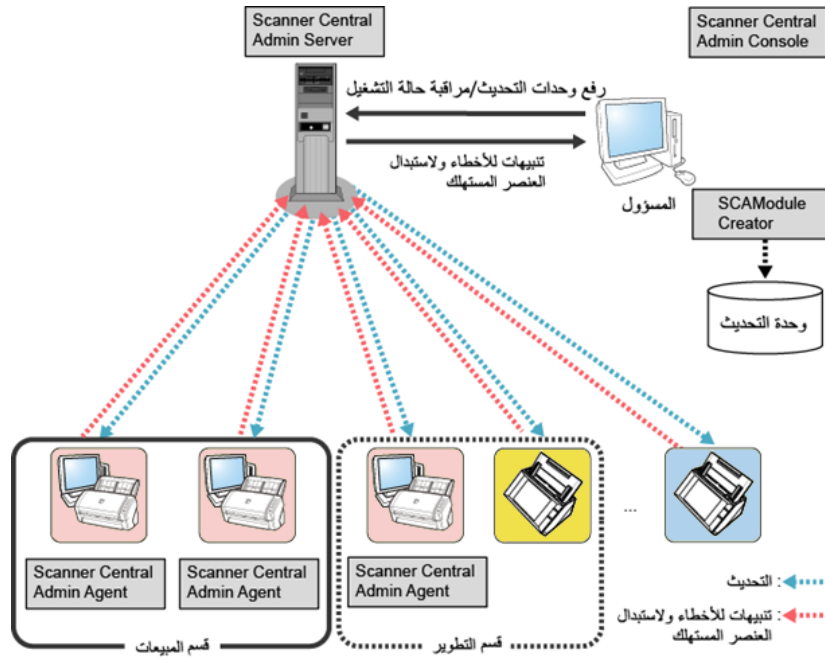 Scanner Central
Admin Server
Scanner Central
Admin Console
رفع وحدات التحديث/مراقبة حالة التشغيل
تنبيهات للأخطاء ولاستبدال
العنصر المستهلك
المسؤول
SCAModule
Creator
وحدة التحديث
...
Scanner Central
Admin Agent
Scanner Central
Admin Agent
Scanner Central
Admin Agent
قسم المبيعات
قسم التطوير
: التحديث
: تنبيهات للأخطاء ولاستبدال
العنصر المستهلك